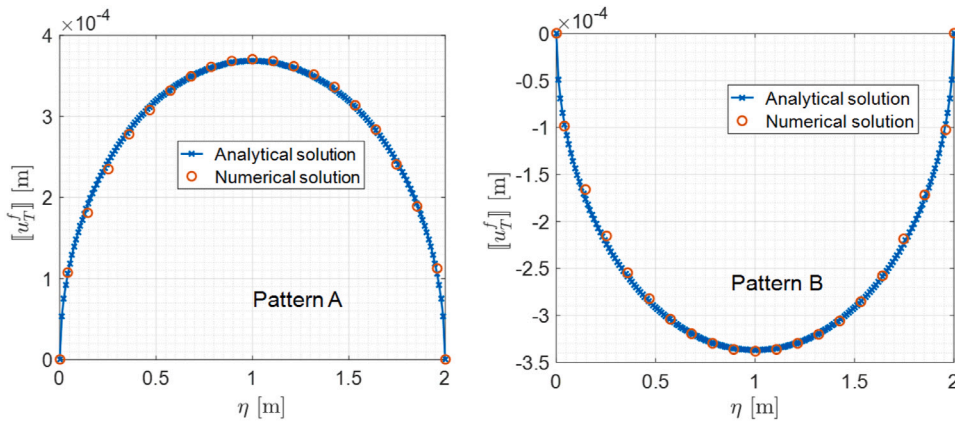 ×10⁻⁴
4
3
2
1
0
0
0.5
1
1.5
2
⟦u_T^f⟧ [m]
η [m]
Analytical solution
Numerical solution
Pattern A
×10⁻⁴
0
-0.5
-1
-1.5
-2
-2.5
-3
-3.5
0
0.5
1
1.5
2
⟦u_T^f⟧ [m]
η [m]
Analytical solution
Numerical solution
Pattern B